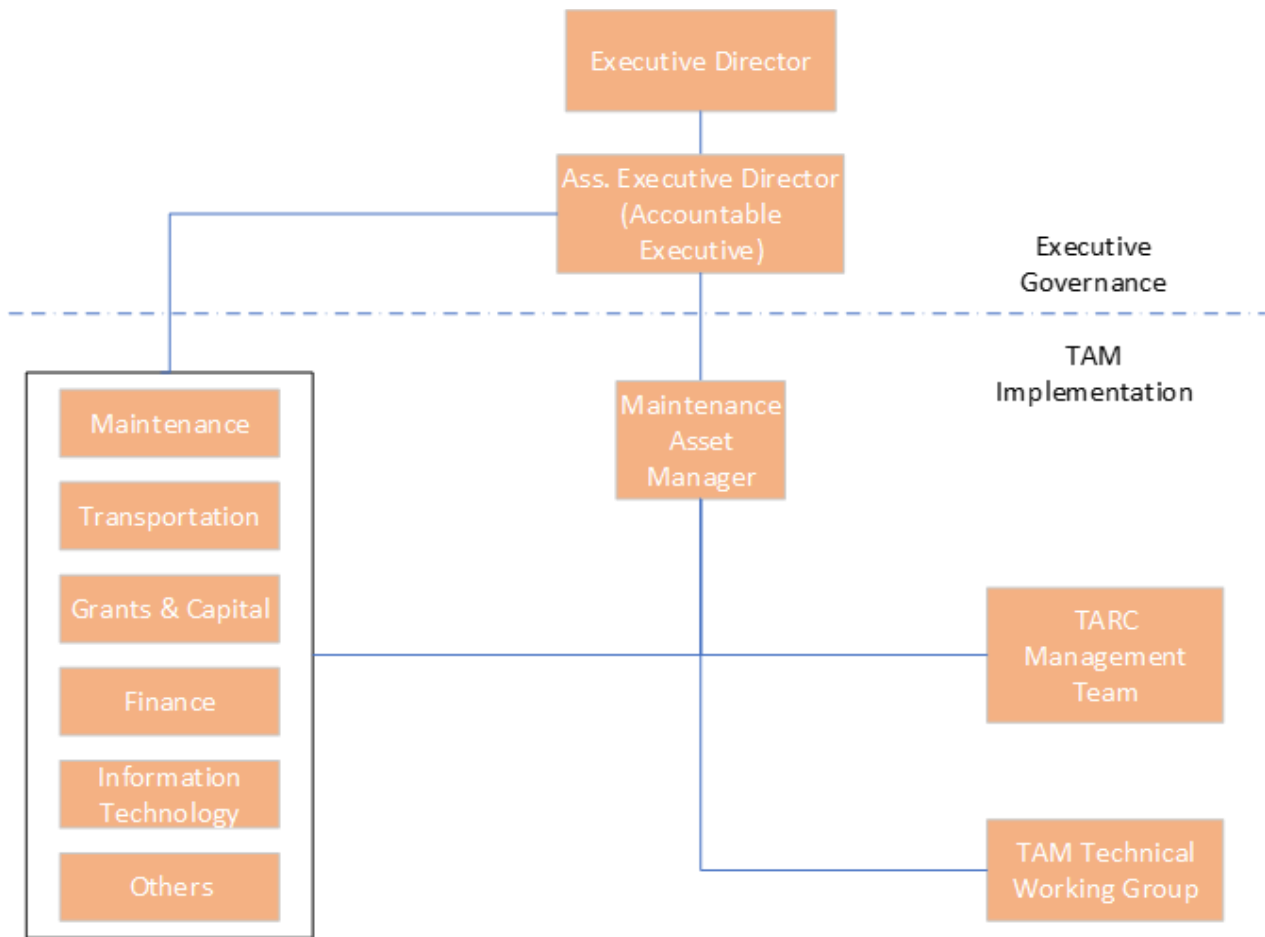 Executive Director
Ass. Executive Director
(Accountable
Executive)
Executive
Governance
TAM
Implementation
Maintenance
Transportation
Grants & Capital
Finance
Information
Technology
Others
Maintenance
Asset
Manager
TARC
Management
Team
TAM Technical
Working Group